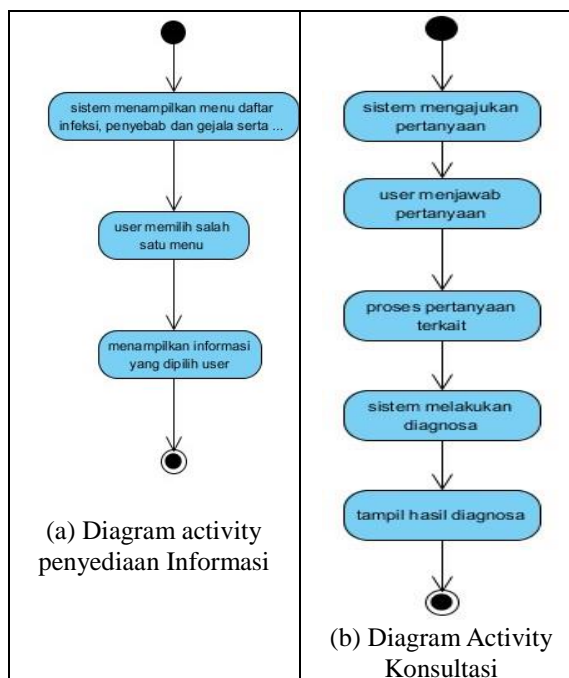 sistem menampilkan menu daftar
infeksi, penyebab dan gejala serta ...
user memilih salah
satu menu
menampilkan informasi
yang dipilih user
(a) Diagram activity
penyediaan Informasi
sistem mengajukan
pertanyaan
user menjawab
pertanyaan
proses pertanyaan
terkait
sistem melakukan
diagnosa
tampil hasil diagnosa
(b) Diagram Activity
Konsultasi